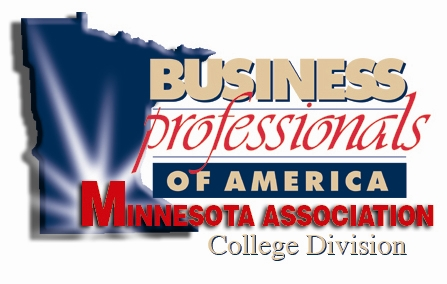 BUSINESS
professionals
OF AMERICA
MINNESOTA ASSOCIATION
College Division